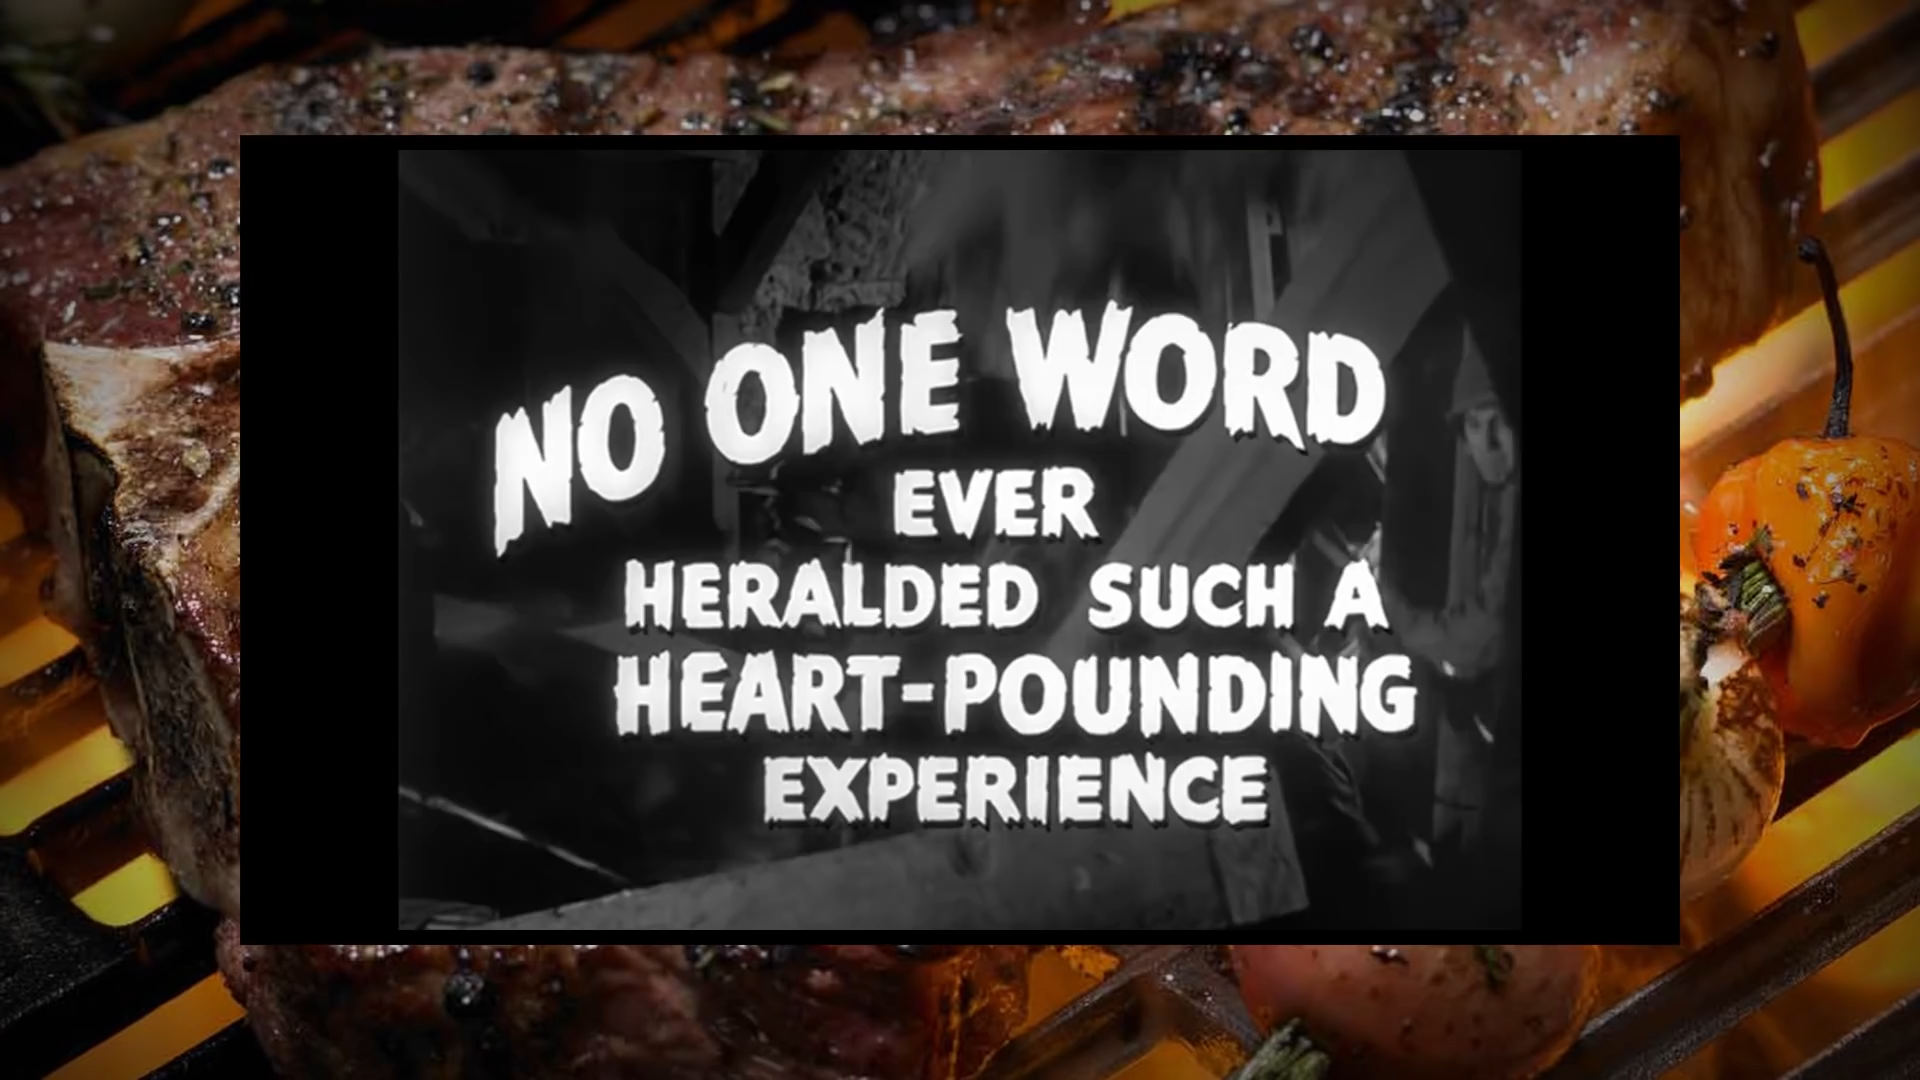 NO ONE WORD
EVER
HERALDED SUCH A
HEART-POUNDING
EXPERIENCE